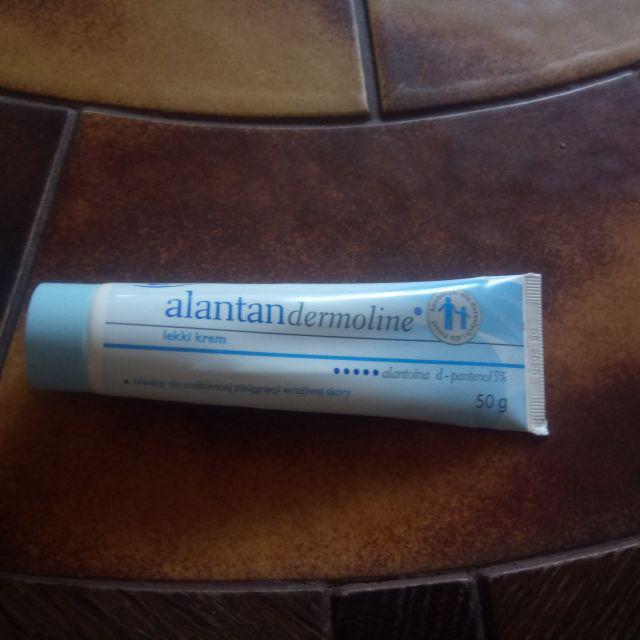 alantandermoline®
lekki krem
alantoina d-pantenol 5%
• idealny do codziennej pielęgnacji wrażliwej skóry
50 g